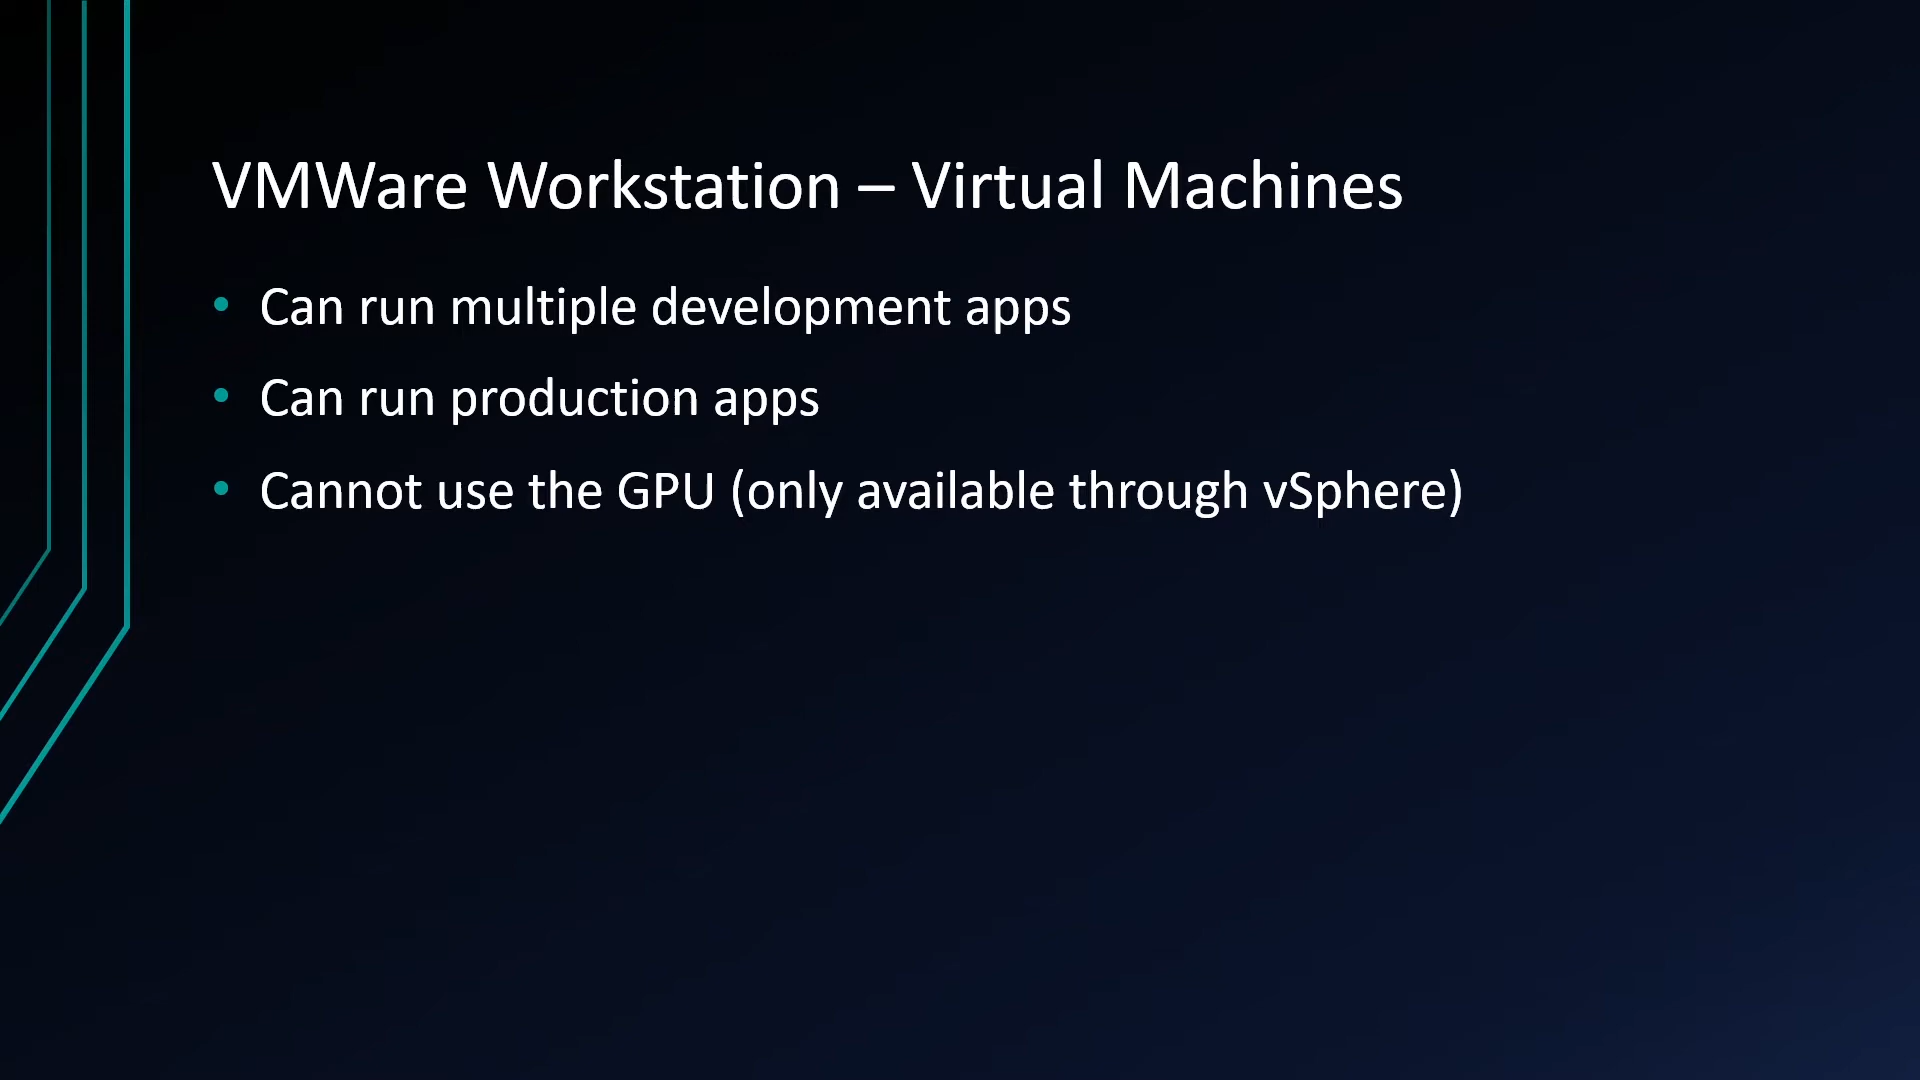 VMWare Workstation – Virtual Machines
• Can run multiple development apps
• Can run production apps
• Cannot use the GPU (only available through vSphere)